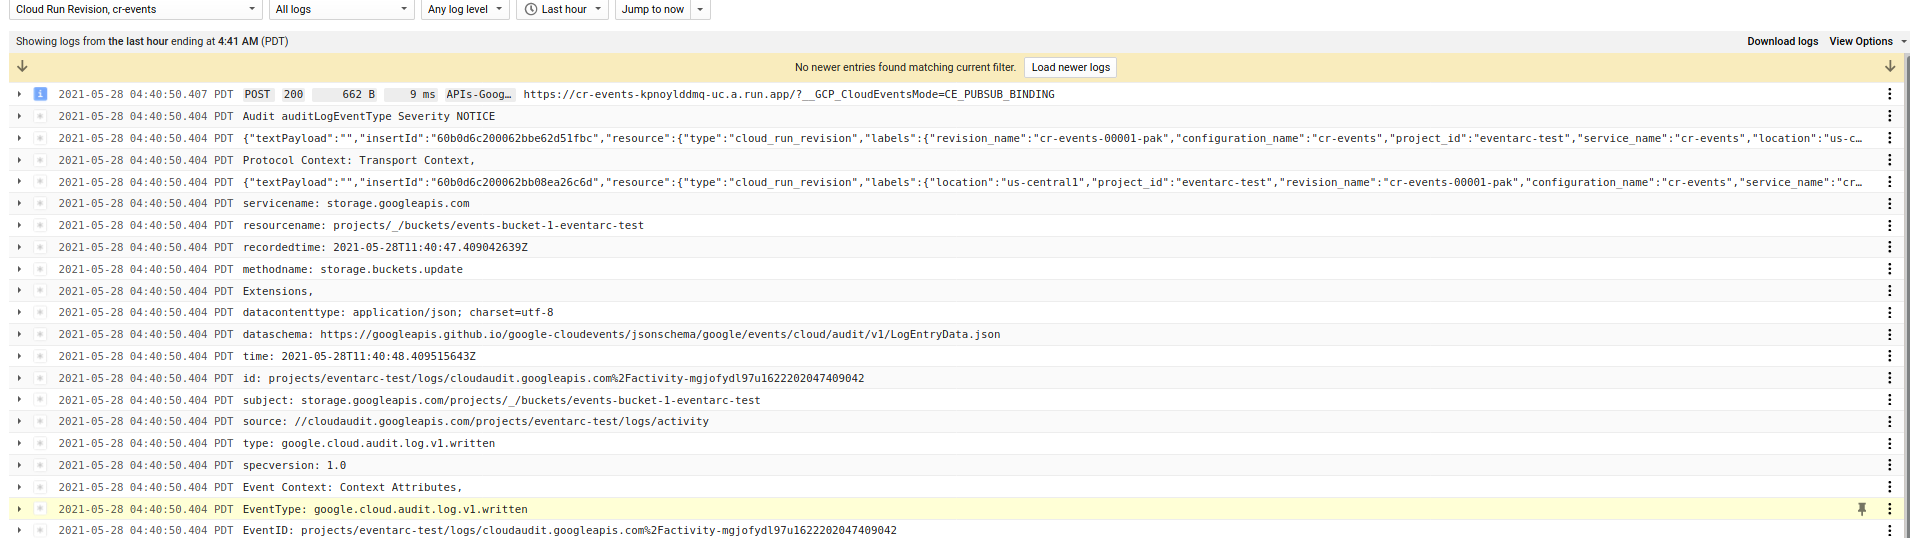 Cloud Run Revision, cr-events All logs Any log level Last hour Jump to now
Showing logs from the last hour ending at 4:41 AM (PDT) Download logs View Options
No newer entries found matching current filter. Load newer logs
2021-05-28 04:40:50.407 PDT POST 200 662 B 9 ms APIs-Goog… https://cr-events-kpnoylddmq-uc.a.run.app/?__GCP_CloudEventsMode=CE_PUBSUB_BINDING
2021-05-28 04:40:50.404 PDT Audit auditLogEventType Severity NOTICE
2021-05-28 04:40:50.404 PDT {"textPayload":"","insertId":"60b0d6c200062bbe62d51fbc","resource":{"type":"cloud_run_revision","labels":{"revision_name":"cr-events-00001-pak","configuration_name":"cr-events","project_id":"eventarc-test","service_name":"cr-events","location":"us-c…
2021-05-28 04:40:50.404 PDT Protocol Context: Transport Context,
2021-05-28 04:40:50.404 PDT {"textPayload":"","insertId":"60b0d6c200062bb08ea26c6d","resource":{"type":"cloud_run_revision","labels":{"location":"us-central1","project_id":"eventarc-test","revision_name":"cr-events-00001-pak","configuration_name":"cr-events","service_name":"cr…
2021-05-28 04:40:50.404 PDT servicename: storage.googleapis.com
2021-05-28 04:40:50.404 PDT resourcename: projects/_/buckets/events-bucket-1-eventarc-test
2021-05-28 04:40:50.404 PDT recordedtime: 2021-05-28T11:40:47.409042639Z
2021-05-28 04:40:50.404 PDT methodname: storage.buckets.update
2021-05-28 04:40:50.404 PDT Extensions,
2021-05-28 04:40:50.404 PDT datacontenttype: application/json; charset=utf-8
2021-05-28 04:40:50.404 PDT dataschema: https://googleapis.github.io/google-cloudevents/jsonschema/google/events/cloud/audit/v1/LogEntryData.json
2021-05-28 04:40:50.404 PDT time: 2021-05-28T11:40:48.409515643Z
2021-05-28 04:40:50.404 PDT id: projects/eventarc-test/logs/cloudaudit.googleapis.com%2Factivity-mgjofydl97u1622202047409042
2021-05-28 04:40:50.404 PDT subject: storage.googleapis.com/projects/_/buckets/events-bucket-1-eventarc-test
2021-05-28 04:40:50.404 PDT source: //cloudaudit.googleapis.com/projects/eventarc-test/logs/activity
2021-05-28 04:40:50.404 PDT type: google.cloud.audit.log.v1.written
2021-05-28 04:40:50.404 PDT specversion: 1.0
2021-05-28 04:40:50.404 PDT Event Context: Context Attributes,
2021-05-28 04:40:50.404 PDT EventType: google.cloud.audit.log.v1.written
2021-05-28 04:40:50.404 PDT EventID: projects/eventarc-test/logs/cloudaudit.googleapis.com%2Factivity-mgjofydl97u1622202047409042